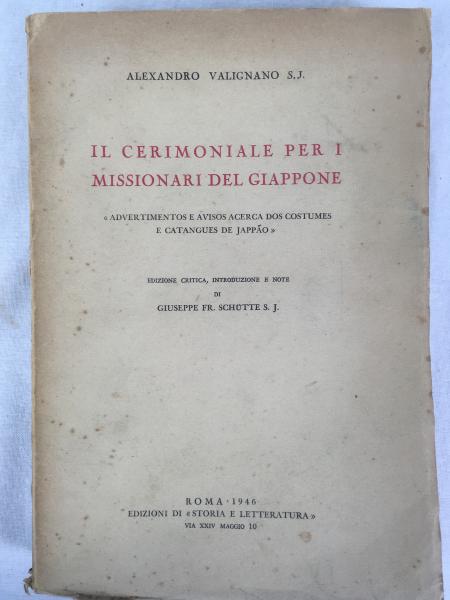 ALEXANDRO VALIGNANO S.J.
IL CERIMONIALE PER I
MISSIONARI DEL GIAPPONE
« ADVERTIMENTOS E AVISOS ACERCA DOS COSTUMES
E CATANGUES DE JAPPÃO »
EDIZIONE CRITICA, INTRODUZIONE E NOTE
DI
GIUSEPPE FR. SCHÜTTE S. J.
ROMA · 1946
EDIZIONI DI « STORIA E LETTERATURA »
VIA XXIV MAGGIO 10